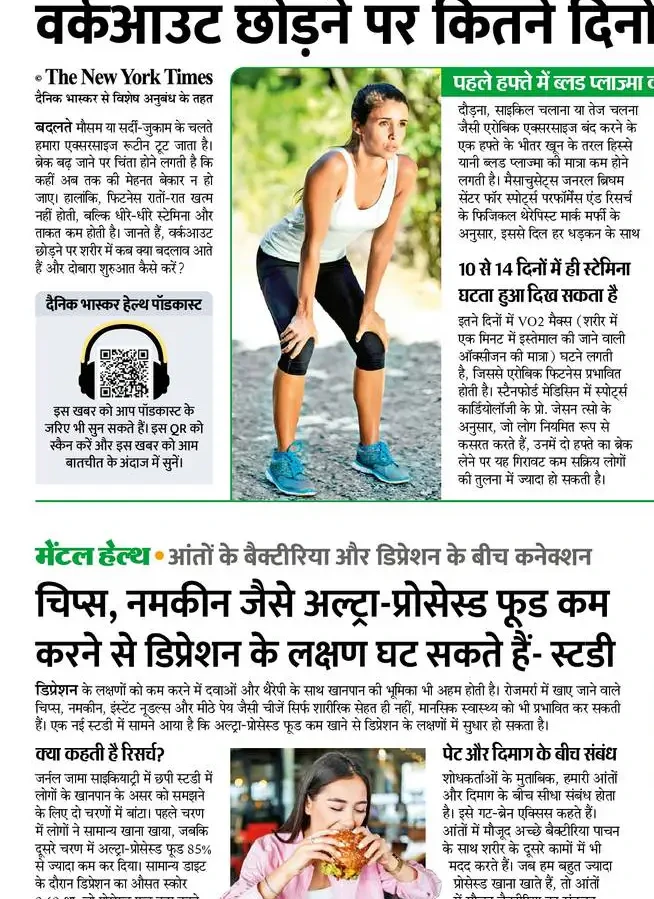 वर्कआउट छोड़ने पर कितने दिनों
© The New York Times
दैनिक भास्कर से विशेष अनुबंध के तहत
बदलते मौसम या सर्दी-जुकाम के चलते
हमारा एक्सरसाइज रूटीन टूट जाता है।
ब्रेक बढ़ जाने पर चिंता होने लगती है कि
कहीं अब तक की मेहनत बेकार न हो
जाए। हालांकि, फिटनेस रातों-रात खत्म
नहीं होती, बल्कि धीरे-धीरे स्टेमिना और
ताकत कम होती है। जानते हैं, वर्कआउट
छोड़ने पर शरीर में कब क्या बदलाव आते
हैं और दोबारा शुरुआत कैसे करें?
दैनिक भास्कर हेल्थ पॉडकास्ट
इस खबर को आप पॉडकास्ट के
जरिए भी सुन सकते हैं। इस QR को
स्कैन करें और इस खबर को आम
बातचीत के अंदाज में सुनें।
पहले हफ्ते में ब्लड प्लाज्मा
दौड़ना, साइकिल चलाना या तेज चलना
जैसी एरोबिक एक्सरसाइज बंद करने के
एक हफ्ते के भीतर खून के तरल हिस्से
यानी ब्लड प्लाज्मा की मात्रा कम होने
लगती है। मैसाचुसेट्स जनरल ब्रिघम
सेंटर फॉर स्पोर्ट्स परफॉर्मेंस एंड रिसर्च
के फिजिकल थेरेपिस्ट मार्क मर्फी के
अनुसार, इससे दिल हर धड़कन के साथ
10 से 14 दिनों में ही स्टेमिना
घटता हुआ दिख सकता है
इतने दिनों में VO2 मैक्स (शरीर में
एक मिनट में इस्तेमाल की जाने वाली
ऑक्सीजन की मात्रा) घटने लगती
है, जिससे एरोबिक फिटनेस प्रभावित
होती है। स्टैनफोर्ड मेडिसिन में स्पोर्ट्स
कार्डियोलॉजी के प्रो. जेसन त्सो के
अनुसार, जो लोग नियमित रूप से
कसरत करते हैं, उनमें दो हफ्ते का ब्रेक
लेने पर यह गिरावट कम सक्रिय लोगों
की तुलना में ज्यादा हो सकती है।
मेंटल हेल्थ • आंतों के बैक्टीरिया और डिप्रेशन के बीच कनेक्शन
चिप्स, नमकीन जैसे अल्ट्रा-प्रोसेस्ड फूड कम
करने से डिप्रेशन के लक्षण घट सकते हैं- स्टडी
डिप्रेशन के लक्षणों को कम करने में दवाओं और थैरेपी के साथ खानपान की भूमिका भी अहम होती है। रोजमर्रा में खाए जाने वाले
चिप्स, नमकीन, इंस्टेंट नूडल्स और मीठे पेय जैसी चीजें सिर्फ शारीरिक सेहत ही नहीं, मानसिक स्वास्थ्य को भी प्रभावित कर सकती
हैं। एक नई स्टडी में सामने आया है कि अल्ट्रा-प्रोसेस्ड फूड कम खाने से डिप्रेशन के लक्षणों में सुधार हो सकता है।
क्या कहती है रिसर्च?
जर्नल जामा साइकियाट्री में छपी स्टडी में
लोगों के खानपान के असर को समझने
के लिए दो चरणों में बांटा। पहले चरण
में लोगों ने सामान्य खाना खाया, जबकि
दूसरे चरण में अल्ट्रा-प्रोसेस्ड फूड 85%
से ज्यादा कम कर दिया। सामान्य डाइट
के दौरान डिप्रेशन का औसत स्कोर
पेट और दिमाग के बीच संबंध
शोधकर्ताओं के मुताबिक, हमारी आंतों
और दिमाग के बीच सीधा संबंध होता
है। इसे गट-ब्रेन एक्सिस कहते हैं।
आंतों में मौजूद अच्छे बैक्टीरिया पाचन
के साथ शरीर के दूसरे कामों में भी
मदद करते हैं। जब हम बहुत ज्यादा
प्रोसेस्ड खाना खाते हैं, तो आंतों